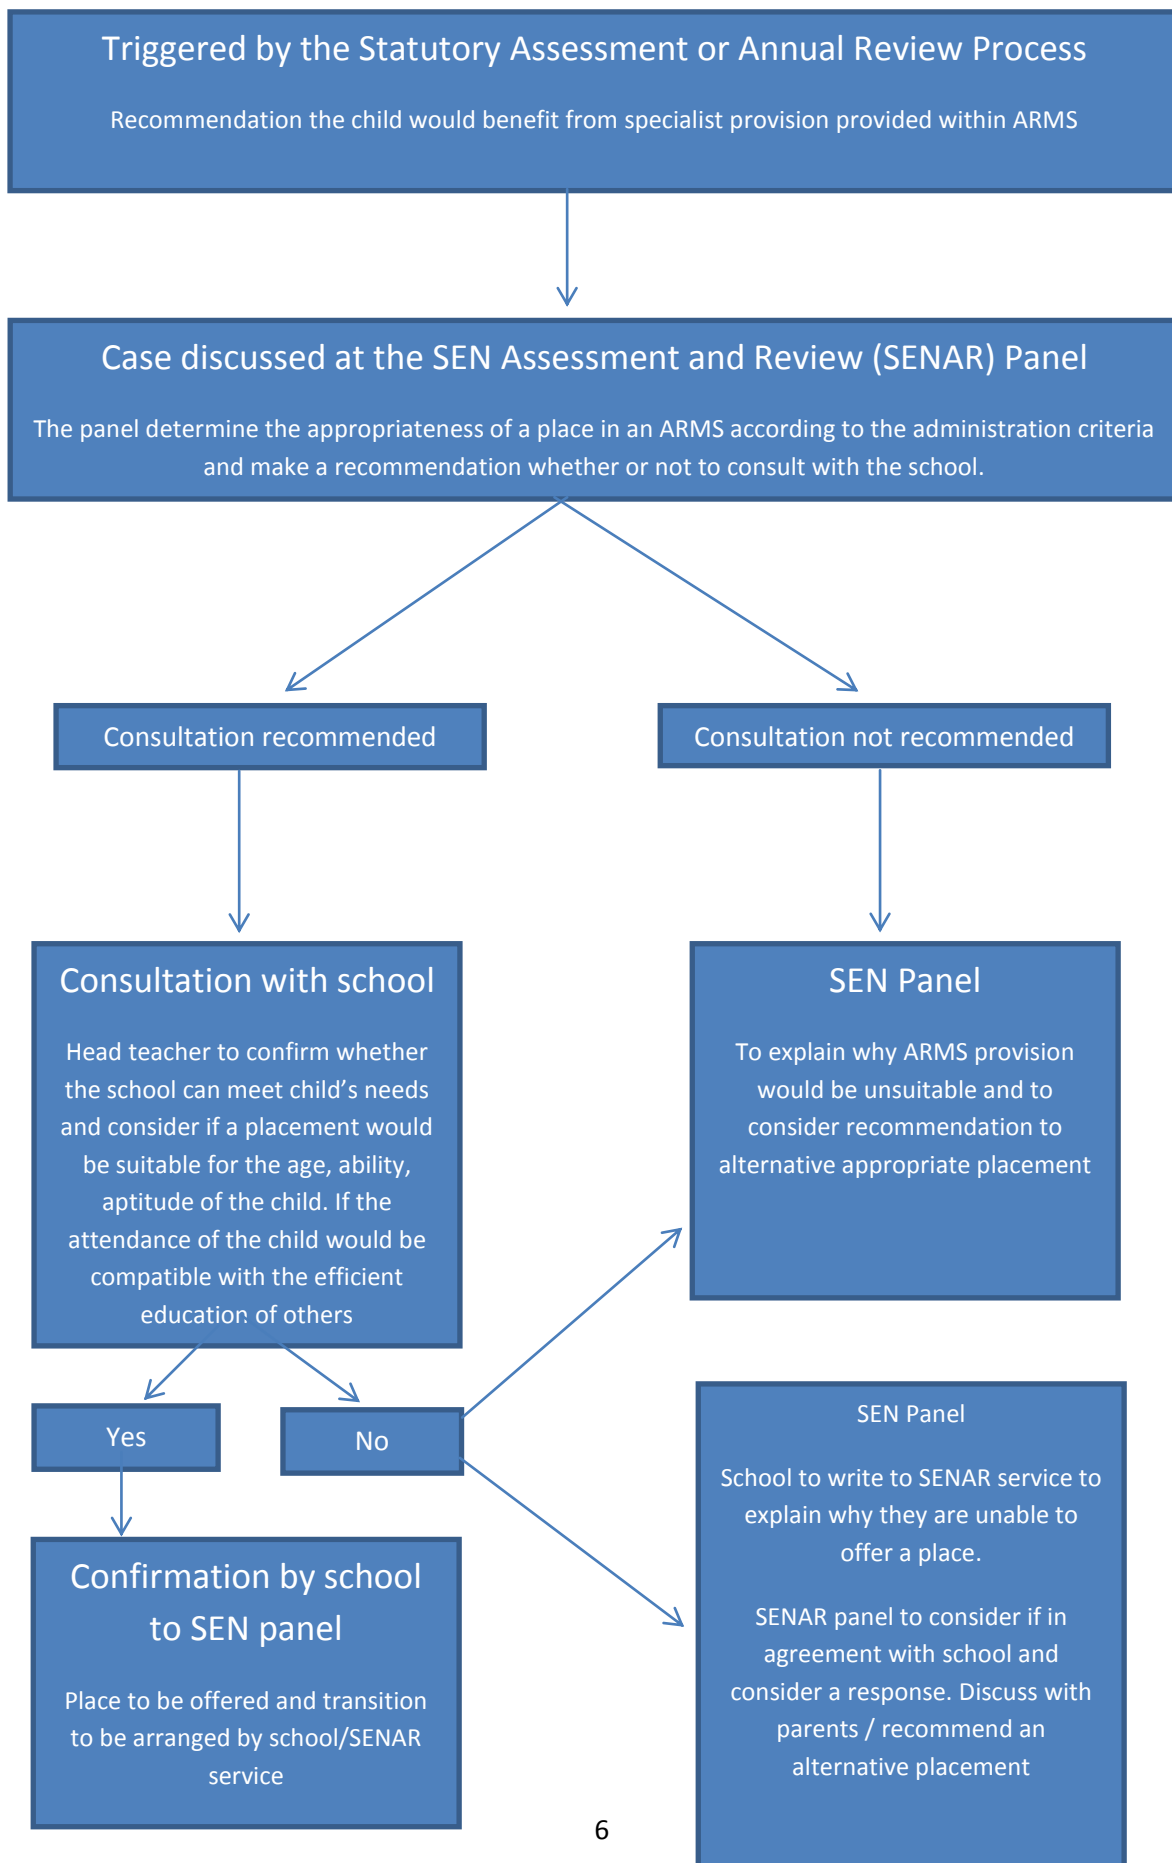 Triggered by the Statutory Assessment or Annual Review Process
Recommendation the child would benefit from specialist provision provided within ARMS
Case discussed at the SEN Assessment and Review (SENAR) Panel
The panel determine the appropriateness of a place in an ARMS according to the administration criteria
and make a recommendation whether or not to consult with the school.
Consultation recommended
Consultation not recommended
Consultation with school
Head teacher to confirm whether
the school can meet child’s needs
and consider if a placement would
be suitable for the age, ability,
aptitude of the child. If the
attendance of the child would be
compatible with the efficient
education of others
SEN Panel
To explain why ARMS provision
would be unsuitable and to
consider recommendation to
alternative appropriate placement
Yes
No
Confirmation by school
to SEN panel
Place to be offered and transition
to be arranged by school/SENAR
service
SEN Panel
School to write to SENAR service to
explain why they are unable to
offer a place.
SENAR panel to consider if in
agreement with school and
consider a response. Discuss with
parents / recommend an
alternative placement
6